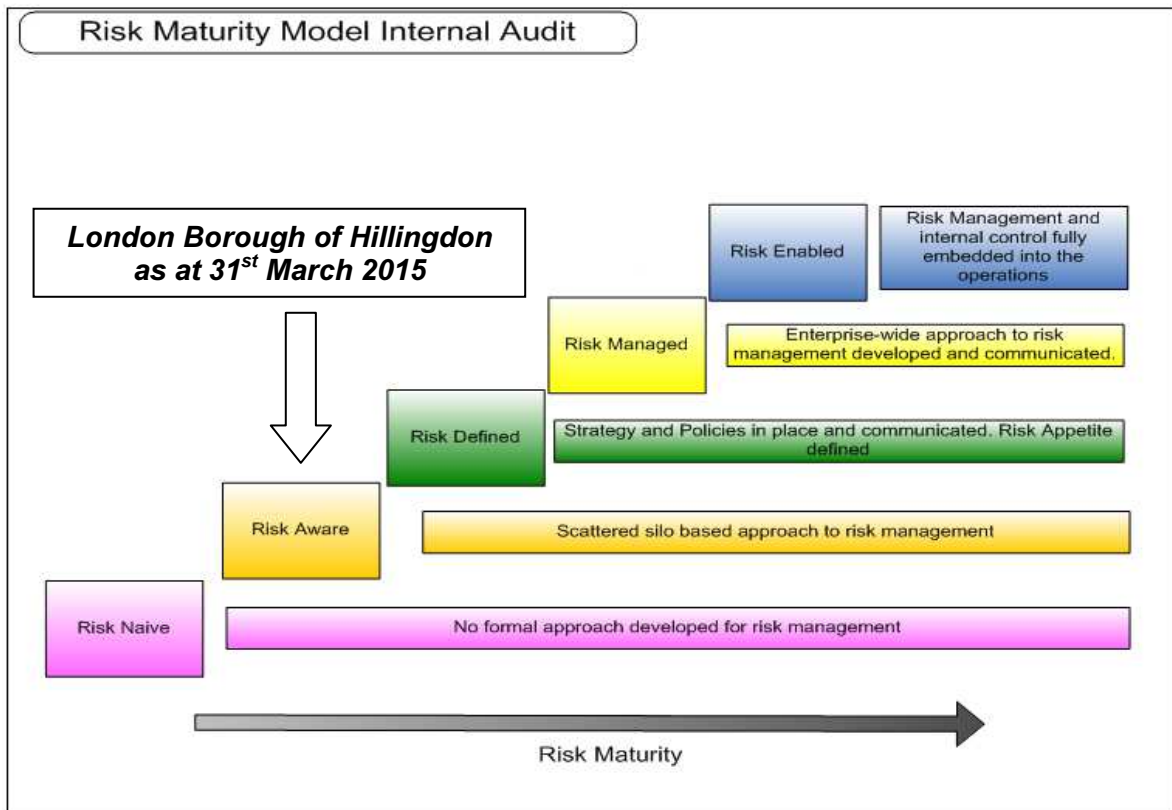 Risk Maturity Model Internal Audit
London Borough of Hillingdon
as at 31st March 2015
Risk Enabled
Risk Management and
internal control fully
embedded into the
operations
Risk Managed
Enterprise-wide approach to risk
management developed and communicated.
Risk Defined
Strategy and Policies in place and communicated. Risk Appetite
defined
Risk Aware
Scattered silo based approach to risk management
Risk Naive
No formal approach developed for risk management
Risk Maturity